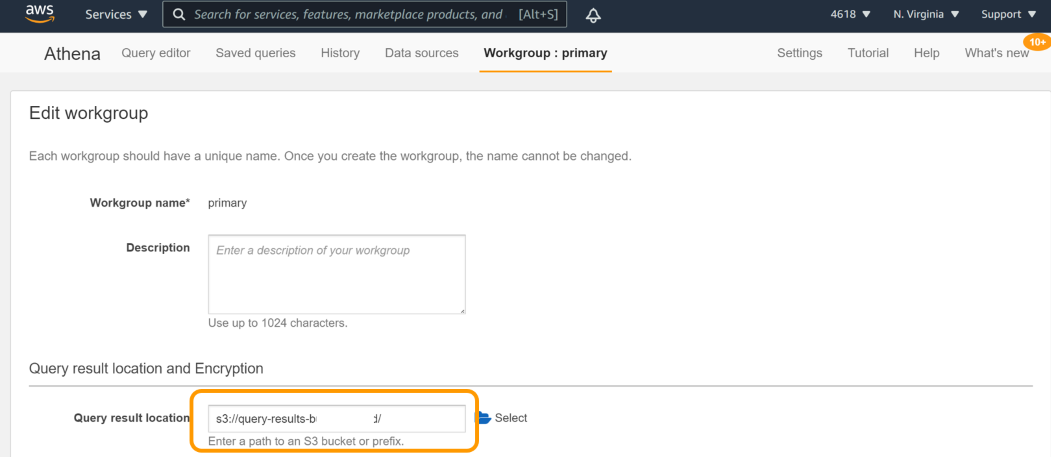 aws Services ▼ Search for services, features, marketplace products, and [Alt+S] 4618 ▼ N. Virginia ▼ Support ▼
10+
Athena Query editor Saved queries History Data sources Workgroup : primary Settings Tutorial Help What's new
Edit workgroup
Each workgroup should have a unique name. Once you create the workgroup, the name cannot be changed.
Workgroup name* primary
Description Enter a description of your workgroup
Use up to 1024 characters.
Query result location and Encryption
Query result location s3://query-results-b d/ Select
Enter a path to an S3 bucket or prefix.